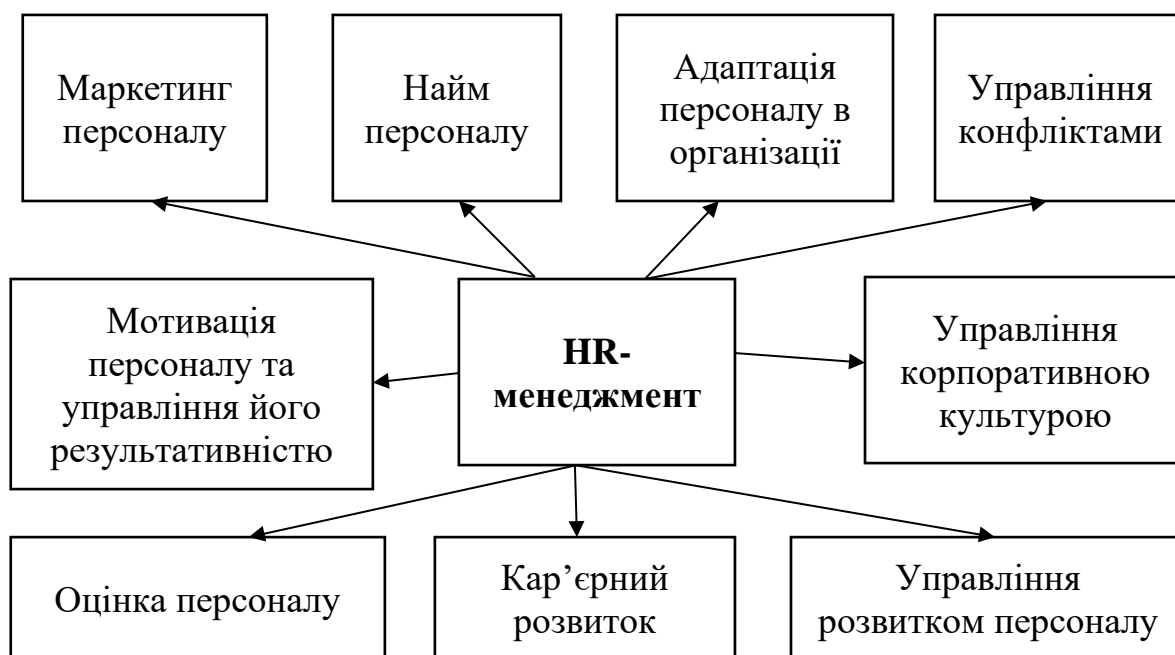 Маркетинг
персоналу
Найм
персоналу
Адаптація
персоналу в
організації
Управління
конфліктами
Мотивація
персоналу та
управління його
результативністю
HR-
менеджмент
Управління
корпоративною
культурою
Оцінка персоналу
Кар’єрний
розвиток
Управління
розвитком персоналу